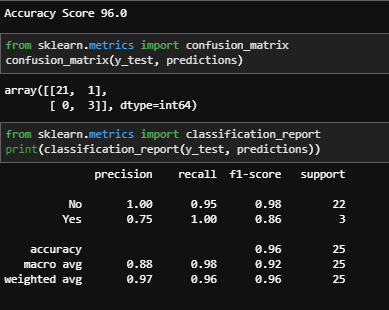 Accuracy Score 96.0
from sklearn.metrics import confusion_matrix
confusion_matrix(y_test, predictions)
array([[21,  1],
       [ 0,  3]], dtype=int64)
from sklearn.metrics import classification_report
print(classification_report(y_test, predictions))
              precision    recall  f1-score   support
          No       1.00      0.95      0.98        22
         Yes       0.75      1.00      0.86         3
    accuracy                           0.96        25
   macro avg       0.88      0.98      0.92        25
weighted avg       0.97      0.96      0.96        25